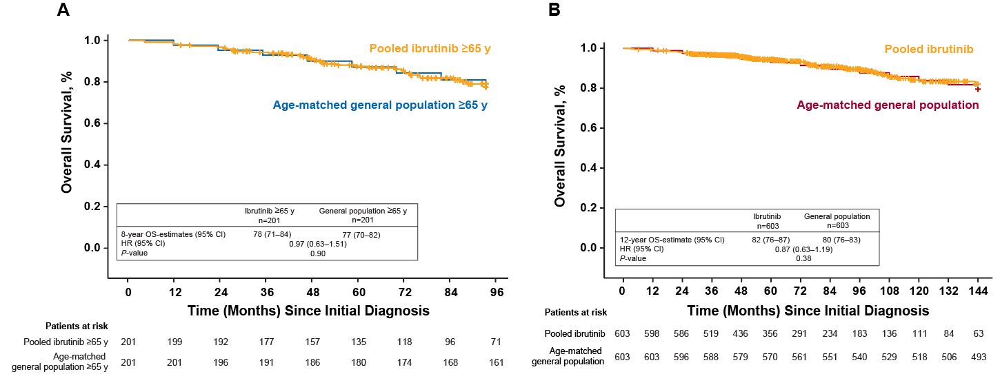 A
Overall Survival, %
1.0
0.8
0.6
0.4
0.2
0.0
Pooled ibrutinib ≥65 y
Age-matched general population ≥65 y
Ibrutinib ≥65 y General population ≥65 y
n=201 n=201
8-year OS-estimates (95% CI) 78 (71–84) 77 (70–82)
HR (95% CI) 0.97 (0.63–1.51)
P-value 0.90
0 12 24 36 48 60 72 84 96
Time (Months) Since Initial Diagnosis
Patients at risk
Pooled ibrutinib ≥65 y 201 199 192 177 157 135 118 96 71
Age-matched
general population ≥65 y 201 201 196 191 186 180 174 168 161
B
Overall Survival, %
1.0
0.8
0.6
0.4
0.2
0.0
Pooled ibrutinib
Age-matched general population
Ibrutinib General population
n=603 n=603
12-year OS-estimate (95% CI) 82 (76–87) 80 (76–83)
HR (95% CI) 0.87 (0.63–1.19)
P-value 0.38
0 12 24 36 48 60 72 84 96 108 120 132 144
Time (Months) Since Initial Diagnosis
Patients at risk
Pooled ibrutinib 603 598 586 519 436 356 291 234 183 136 111 84 63
Age-matched
general population 603 603 596 588 579 570 561 551 540 529 518 506 493